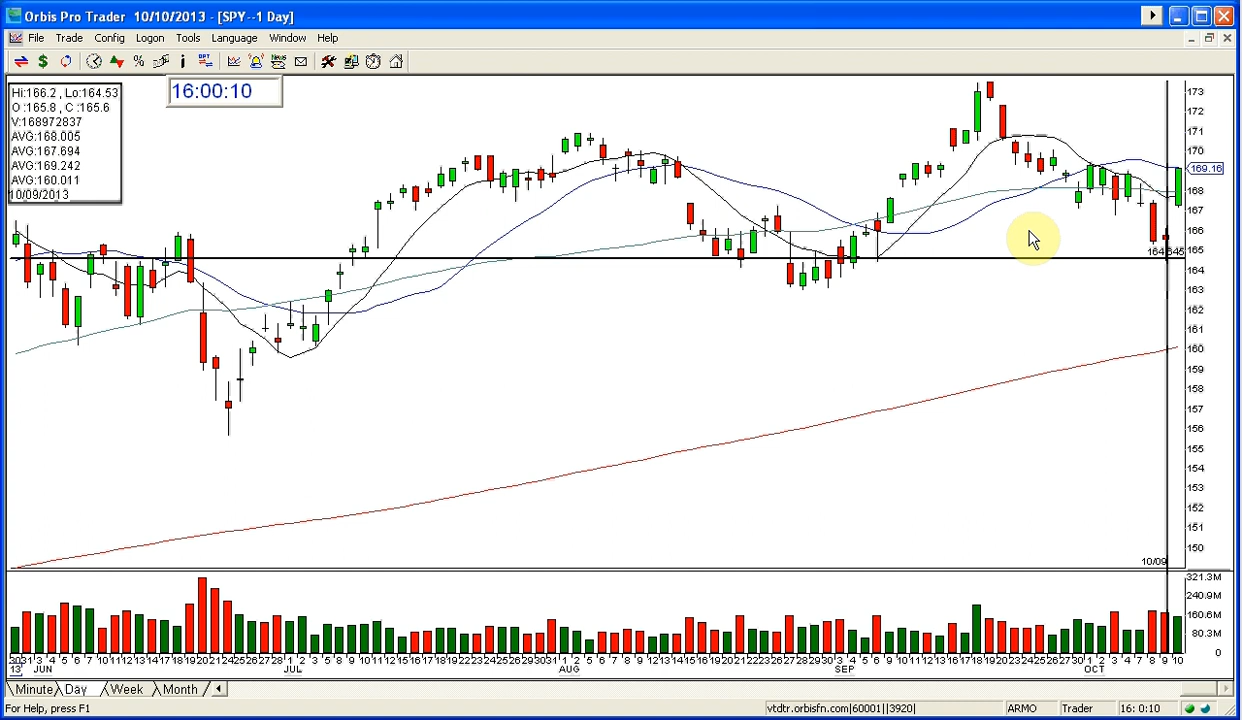 Orbis Pro Trader 10/10/2013 - [SPY--1 Day]
File Trade Config Logon Tools Language Window Help
16:00:10
Hi:166.2 , Lo:164.53
O :165.8 , C :165.6
V:168972837
AVG:168.005
AVG:167.694
AVG:169.242
AVG:160.011
10/09/2013
173
172
171
170
169.16
168
167
166
165
164
163
162
161
160
159
158
157
156
155
154
153
152
151
150
10/09
321.3M
240.9M
160.6M
80.3M
0
JUN JUL AUG SEP OCT
Minute Day Week Month
For Help, press F1 vtdtr.orbisfn.com|60001||3920| ARMO Trader 16: 0:10